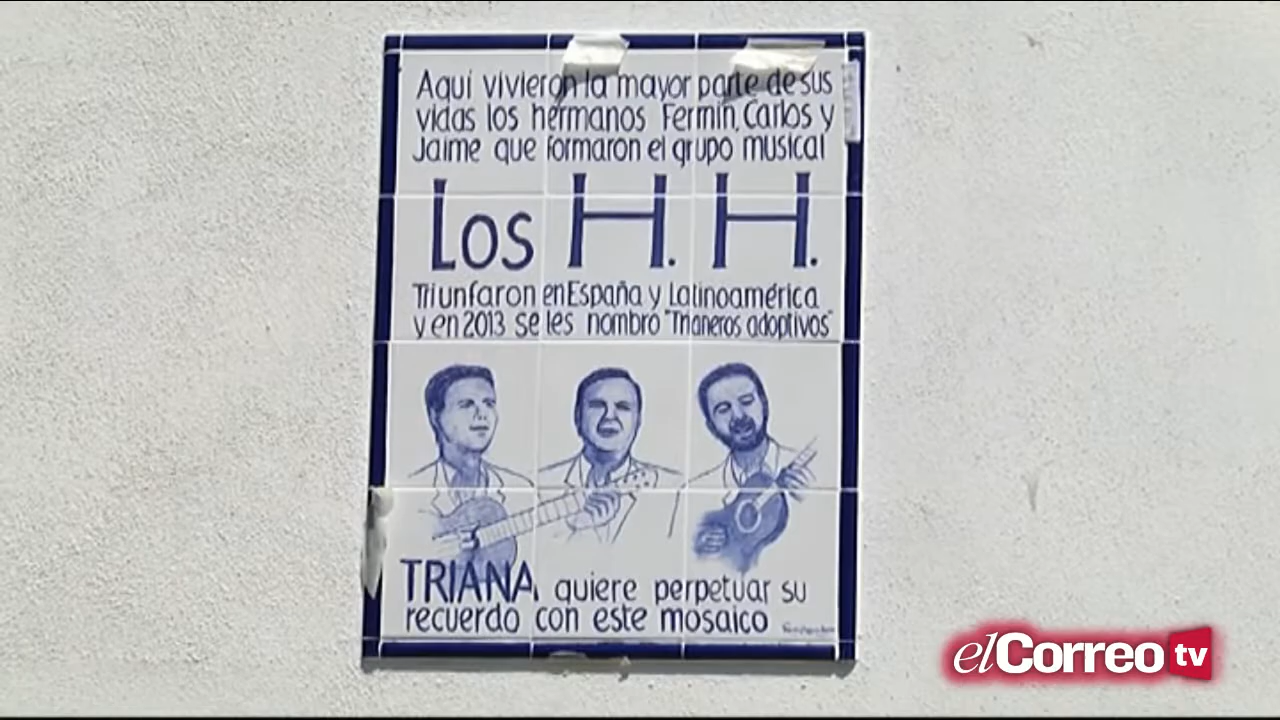 Aquí vivieron la mayor parte de sus
vidas los hermanos Fermín, Carlos y
Jaime que formaron el grupo musical
Los H. H.
Triunfaron en España y Latinoamérica
y en 2013 se les nombro "Trianeros adoptivos"
TRIANA quiere perpetuar su
recuerdo con este mosaico
elCorreo tv